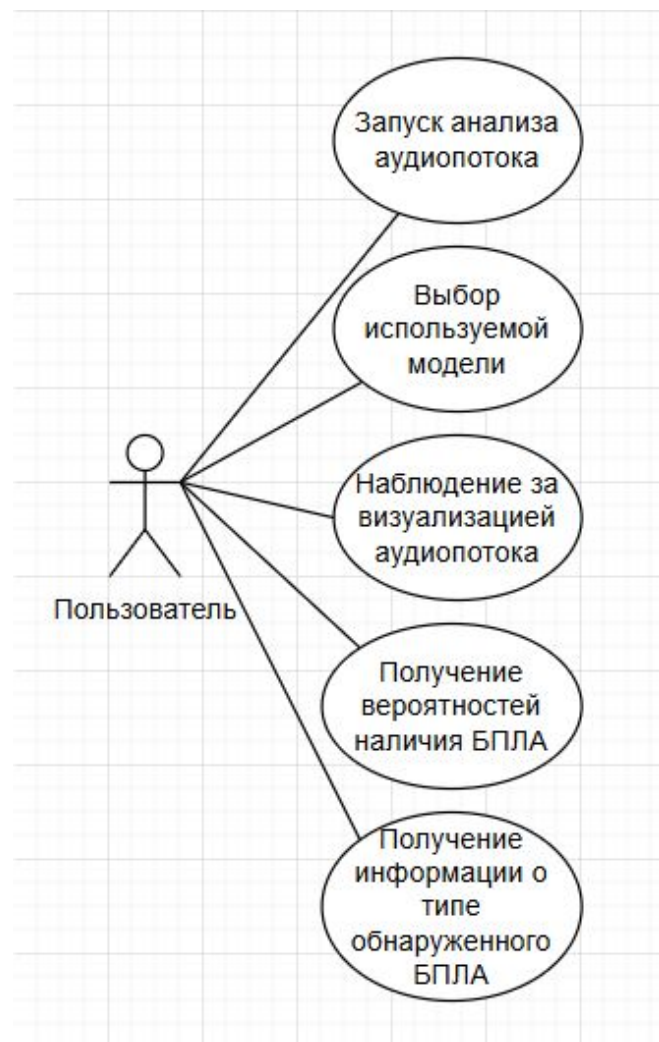 Запуск анализа
аудиопотока
Выбор
используемой
модели
Наблюдение за
визуализацией
аудиопотока
Пользователь
Получение
вероятностей
наличия БПЛА
Получение
информации о
типе
обнаруженного
БПЛА